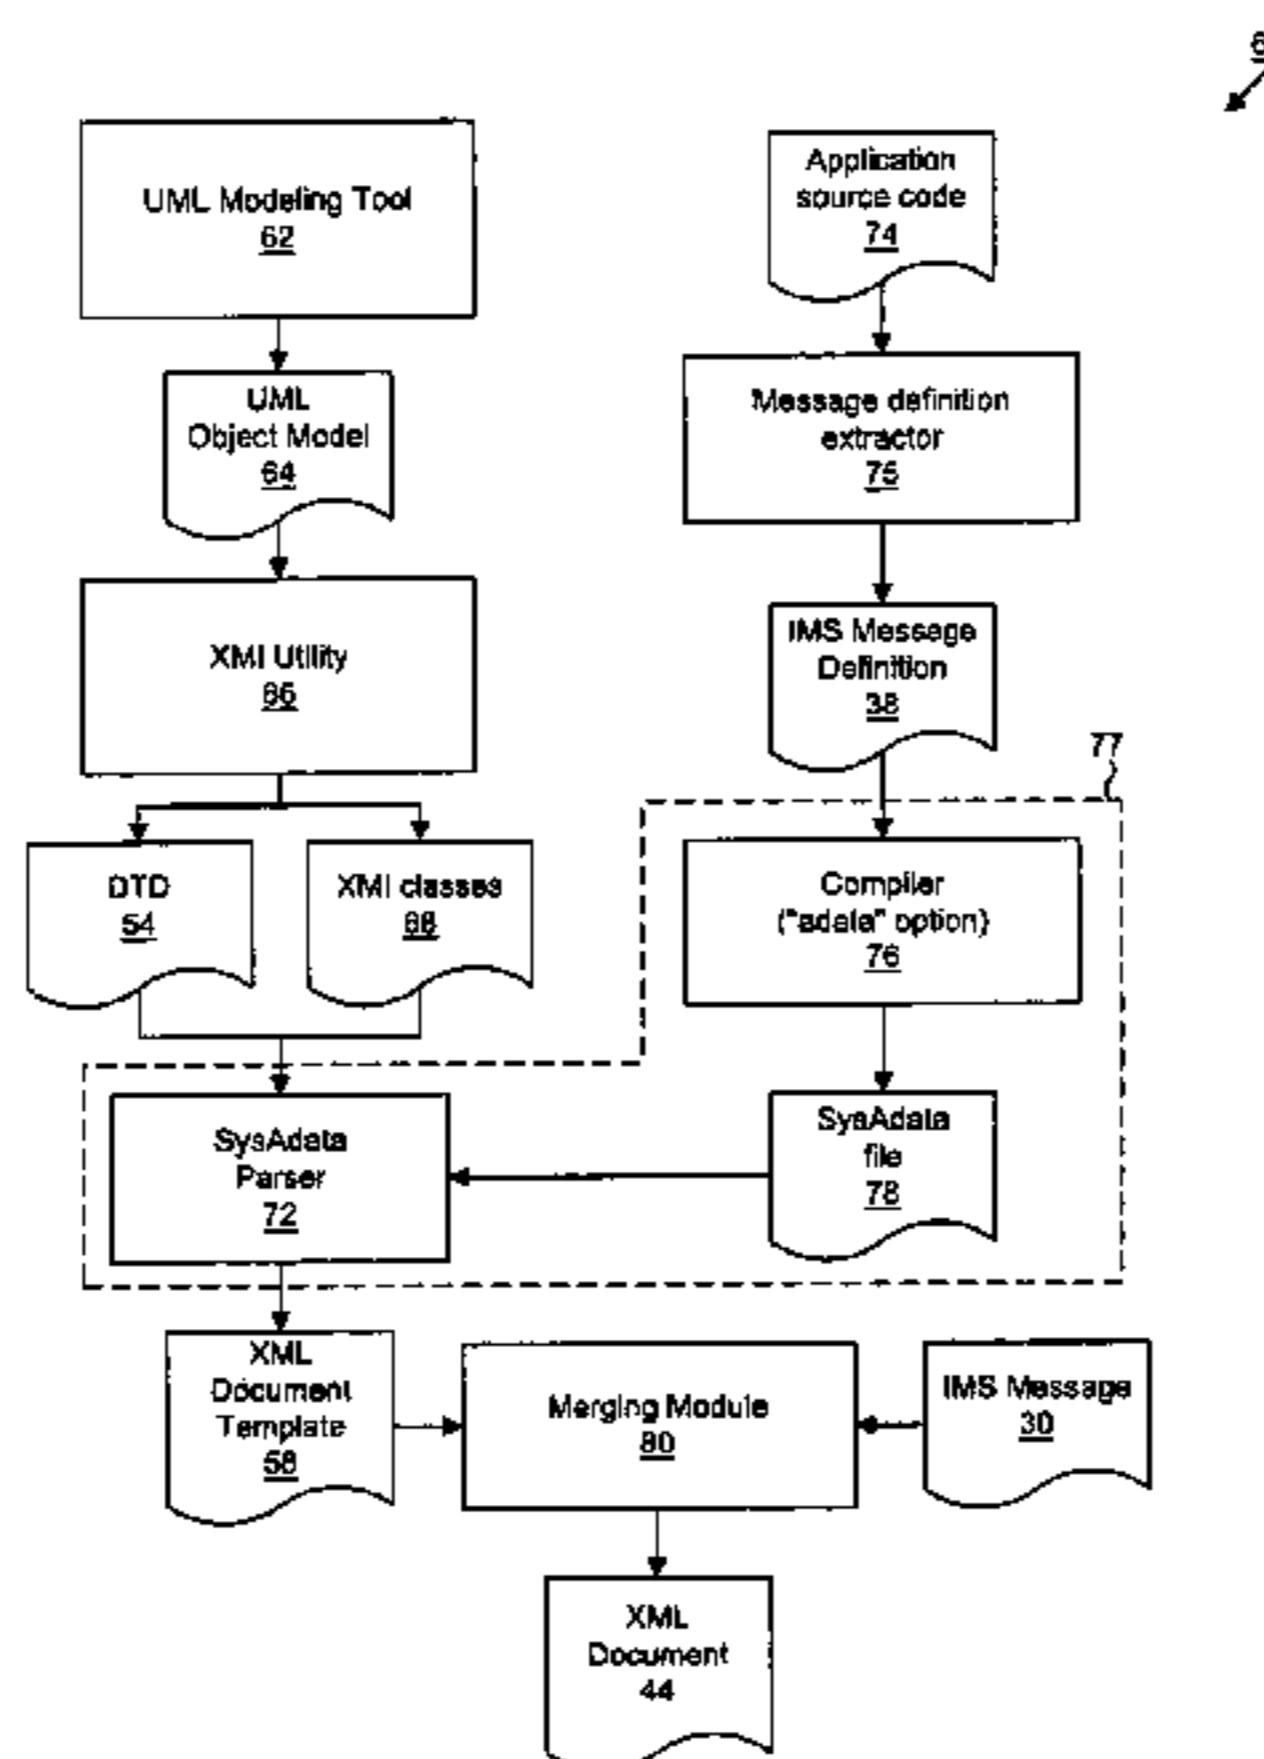 6
UML Modeling Tool
62
Application
source code
74
UML
Object Model
64
Message definition
extractor
75
XMI Utility
66
IMS Message
Definition
38
77
DTD
54
XMI classes
68
Compiler
("adata" option)
76
SysAdata
Parser
72
SysAdata
file
78
XML
Document
Template
58
Merging Module
80
IMS Message
30
XML
Document
44